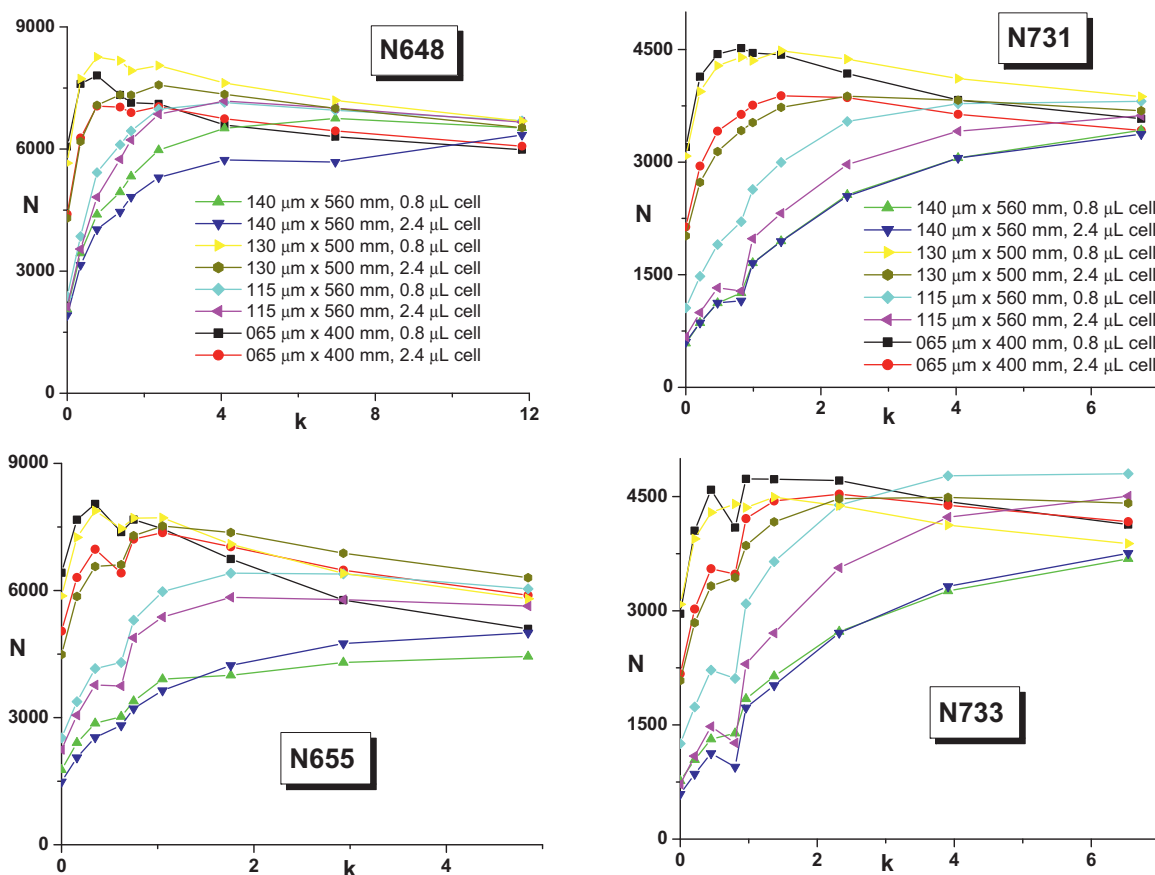 N648
9000
6000
N
3000
0
0
4
8
12
k
140 μm x 560 mm, 0.8 μL cell
140 μm x 560 mm, 2.4 μL cell
130 μm x 500 mm, 0.8 μL cell
130 μm x 500 mm, 2.4 μL cell
115 μm x 560 mm, 0.8 μL cell
115 μm x 560 mm, 2.4 μL cell
065 μm x 400 mm, 0.8 μL cell
065 μm x 400 mm, 2.4 μL cell
N731
4500
3000
N
1500
0
0
2
4
6
k
140 μm x 560 mm, 0.8 μL cell
140 μm x 560 mm, 2.4 μL cell
130 μm x 500 mm, 0.8 μL cell
130 μm x 500 mm, 2.4 μL cell
115 μm x 560 mm, 0.8 μL cell
115 μm x 560 mm, 2.4 μL cell
065 μm x 400 mm, 0.8 μL cell
065 μm x 400 mm, 2.4 μL cell
9000
6000
N
3000
0
N655
0
2
4
k
4500
3000
N
1500
0
N733
0
2
4
6
k